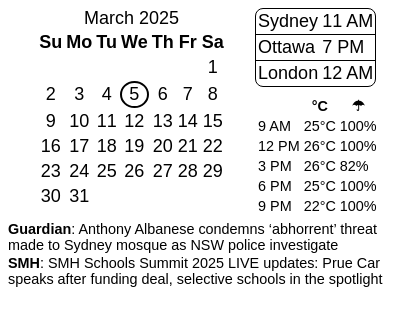 March 2025
Su Mo Tu We Th Fr Sa
1
2 3 4 5 6 7 8
9 10 11 12 13 14 15
16 17 18 19 20 21 22
23 24 25 26 27 28 29
30 31
Sydney 11 AM
Ottawa 7 PM
London 12 AM
°C ☂
9 AM 25°C 100%
12 PM 26°C 100%
3 PM 26°C 82%
6 PM 25°C 100%
9 PM 22°C 100%
Guardian: Anthony Albanese condemns ‘abhorrent’ threat
made to Sydney mosque as NSW police investigate
SMH: SMH Schools Summit 2025 LIVE updates: Prue Car
speaks after funding deal, selective schools in the spotlight